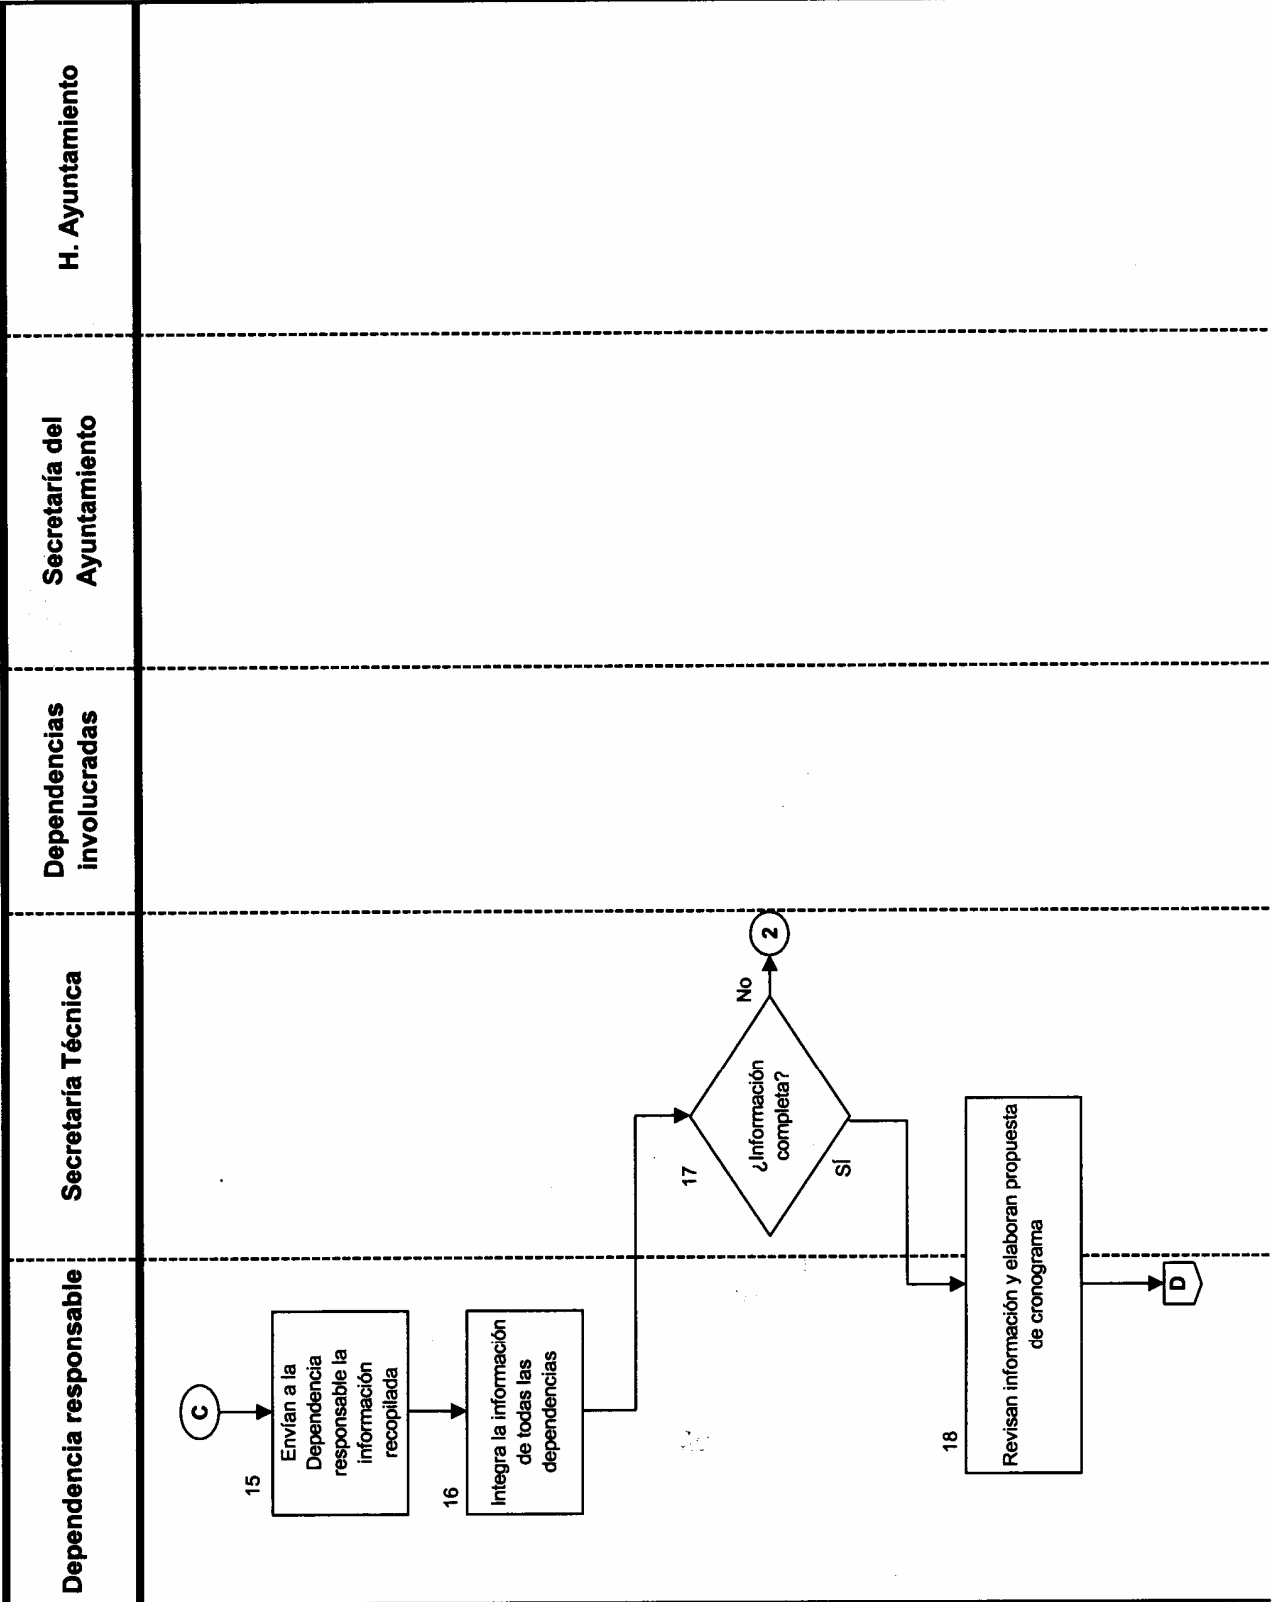 Dependencia responsable
Secretaría Técnica
Dependencias
involucradas
Secretaría del
Ayuntamiento
H. Ayuntamiento
C
15
Envían a la
Dependencia
responsable la
información
recopilada
16
Integra la información
de todas las
dependencias
17
¿Información
completa?
No
2
SÍ
18
Revisan información y elaboran propuesta
de cronograma
D